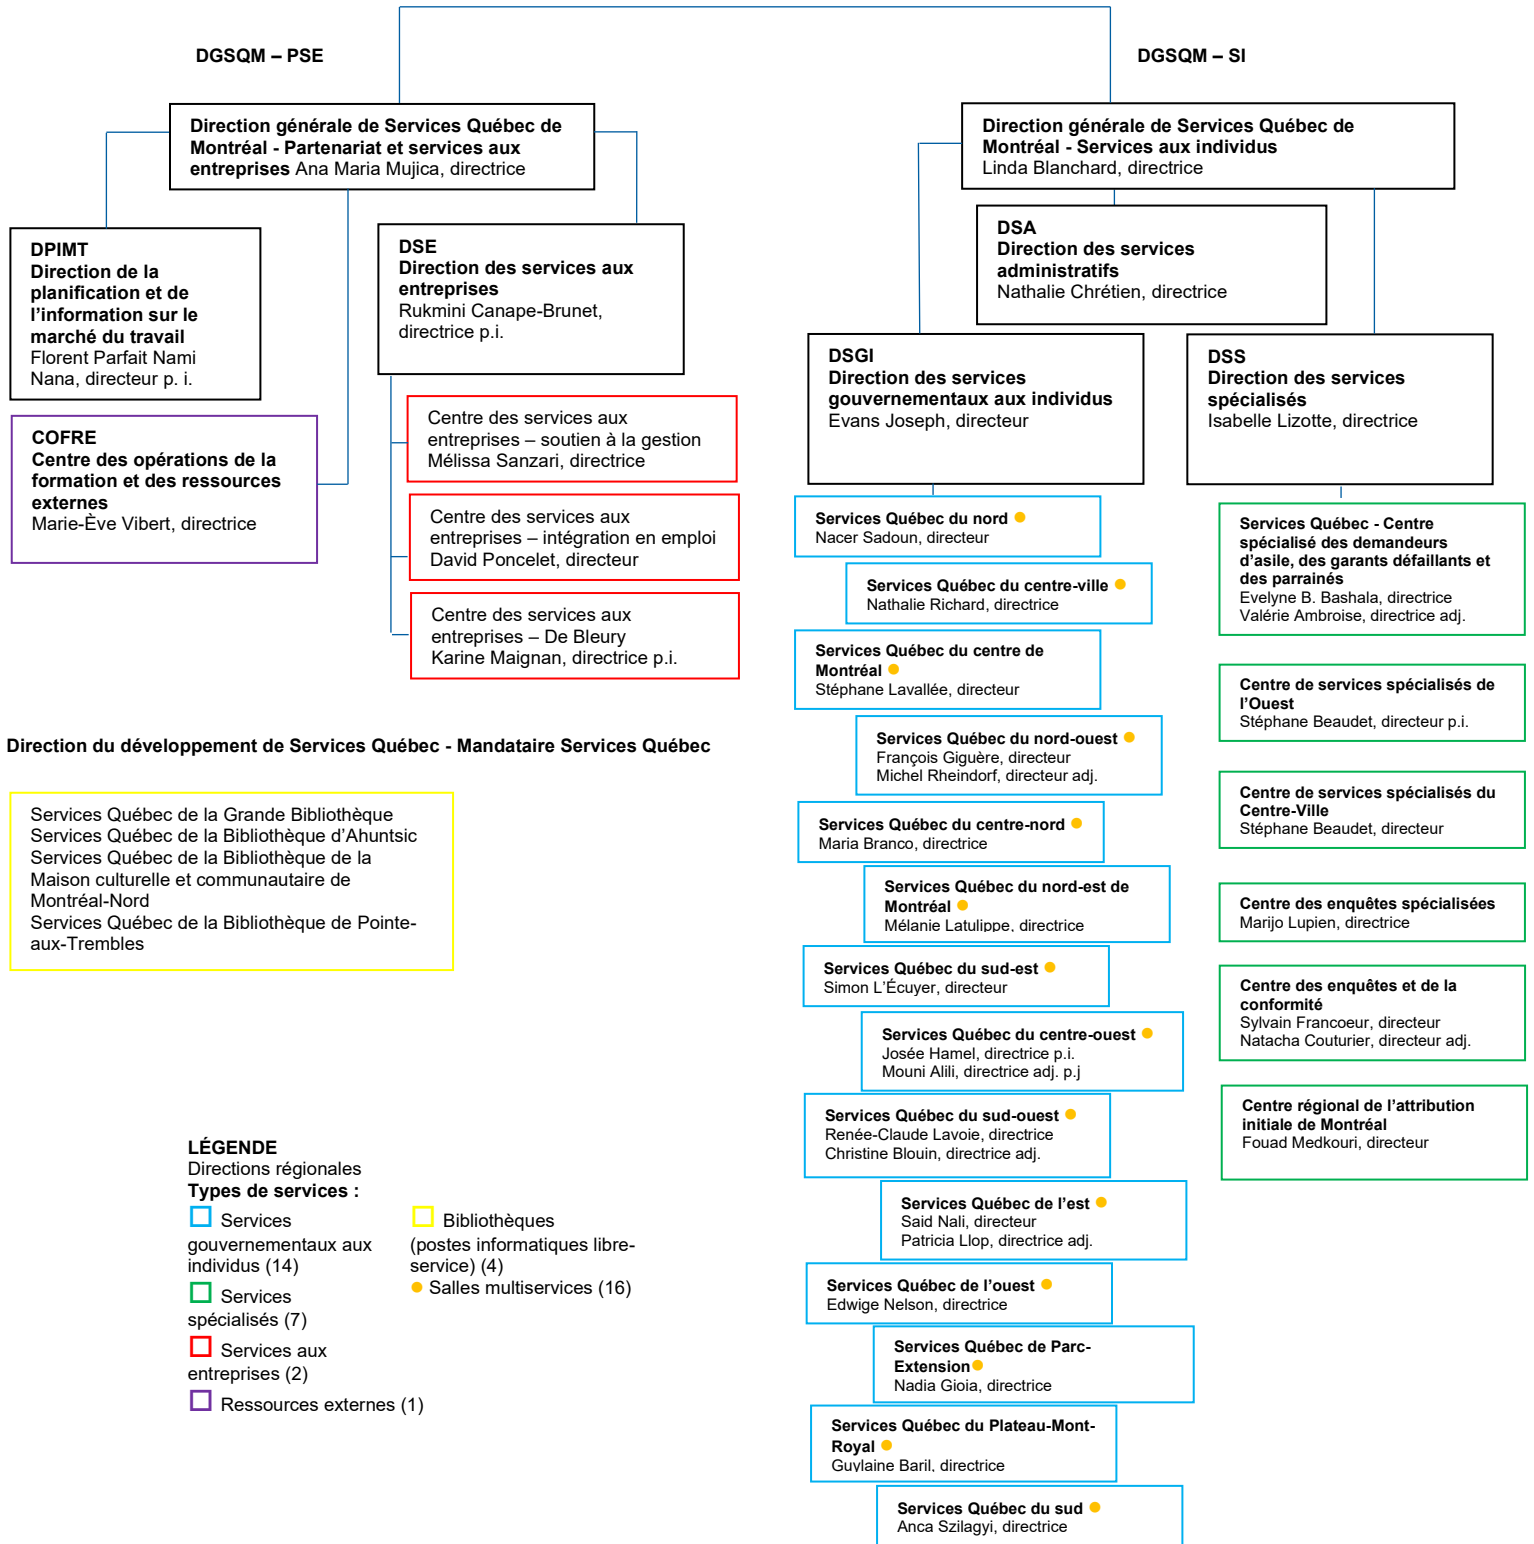 DGSQM – PSE
Direction générale de Services Québec de
Montréal - Partenariat et services aux
entreprises Ana Maria Mujica, directrice
DPIMT
Direction de la
planification et de
l'information sur le
marché du travail
Florent Parfait Nami
Nana, directeur p. i.
DSE
Direction des services aux
entreprises
Rukmini Canape-Brunet,
directrice p.i.
COFRE
Centre des opérations de la
formation et des ressources
externes
Marie-Ève Vibert, directrice
Centre des services aux
entreprises – soutien à la gestion
Mélissa Sanzari, directrice
Centre des services aux
entreprises – intégration en emploi
David Poncelet, directeur
Centre des services aux
entreprises – De Bleury
Karine Maignan, directrice p.i.
Direction du développement de Services Québec - Mandataire Services Québec
Services Québec de la Grande Bibliothèque
Services Québec de la Bibliothèque d'Ahuntsic
Services Québec de la Bibliothèque de la
Maison culturelle et communautaire de
Montréal-Nord
Services Québec de la Bibliothèque de Pointe-
aux-Trembles
LÉGENDE
Directions régionales
Types de services :
Services
gouvernementaux aux
individus (14)
Services
spécialisés (7)
Services aux
entreprises (2)
Ressources externes (1)
Bibliothèques
(postes informatiques libre-
service) (4)
Salles multiservices (16)
DGSQM – SI
Direction générale de Services Québec de
Montréal - Services aux individus
Linda Blanchard, directrice
DSA
Direction des services
administratifs
Nathalie Chrétien, directrice
DSGI
Direction des services
gouvernementaux aux individus
Evans Joseph, directeur
DSS
Direction des services
spécialisés
Isabelle Lizotte, directrice
Services Québec du nord
Nacer Sadoun, directeur
Services Québec du centre-ville
Nathalie Richard, directrice
Services Québec du centre de
Montréal
Stéphane Lavallée, directeur
Services Québec du nord-ouest
François Giguère, directeur
Michel Rheindorf, directeur adj.
Services Québec du centre-nord
Maria Branco, directrice
Services Québec du nord-est de
Montréal
Mélanie Latulippe, directrice
Services Québec du sud-est
Simon L'Écuyer, directeur
Services Québec du centre-ouest
Josée Hamel, directrice p.i.
Mouni Alili, directrice adj. p.j
Services Québec du sud-ouest
Renée-Claude Lavoie, directrice
Christine Blouin, directrice adj.
Services Québec de l'est
Said Nali, directeur
Patricia Llop, directrice adj.
Services Québec de l'ouest
Edwige Nelson, directrice
Services Québec de Parc-
Extension
Nadia Gioia, directrice
Services Québec du Plateau-Mont-
Royal
Guylaine Baril, directrice
Services Québec du sud
Anca Szilagyi, directrice
Services Québec - Centre
spécialisé des demandeurs
d'asile, des garants défaillants et
des parrainés
Evelyne B. Bashala, directrice
Valérie Ambroise, directrice adj.
Centre de services spécialisés de
l'Ouest
Stéphane Beaudet, directeur p.i.
Centre de services spécialisés du
Centre-Ville
Stéphane Beaudet, directeur
Centre des enquêtes spécialisées
Marijo Lupien, directrice
Centre des enquêtes et de la
conformité
Sylvain Francoeur, directeur
Natacha Couturier, directeur adj.
Centre régional de l'attribution
initiale de Montréal
Fouad Medkouri, directeur